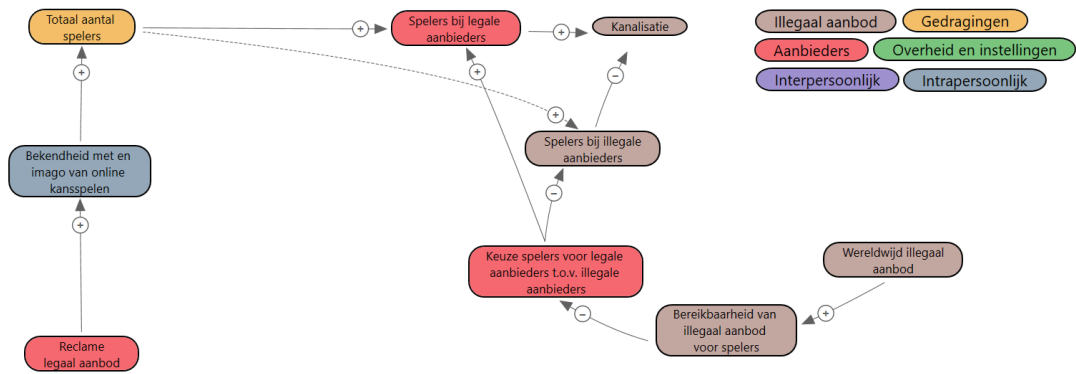 Totaal aantal
spelers
+
Spelers bij legale
aanbieders
+
Kanalisatie
Illegaal aanbod
Gedragingen
Aanbieders
Overheid en instellingen
Interpersoonlijk
Intrapersoonlijk
+
+
–
+
Spelers bij illegale
aanbieders
Bekendheid met en
imago van online
kansspelen
–
+
Keuze spelers voor legale
aanbieders t.o.v. illegale
aanbieders
Wereldwijd illegaal
aanbod
–
+
Bereikbaarheid van
illegaal aanbod
voor spelers
Reclame
legaal aanbod